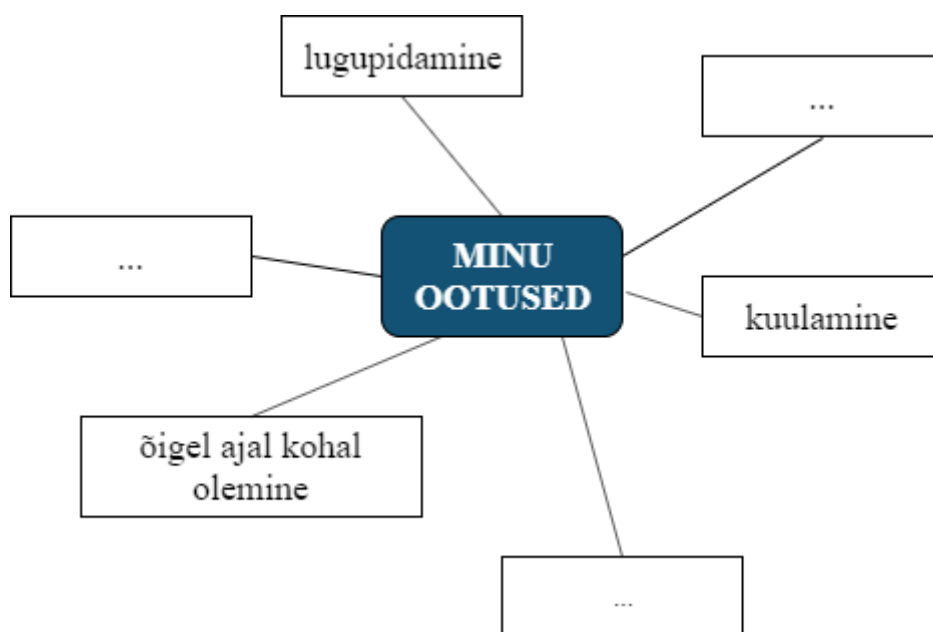 lugupidamine
...
...
MINU
OOTUSED
kuulamine
õigel ajal kohal
olemine
...